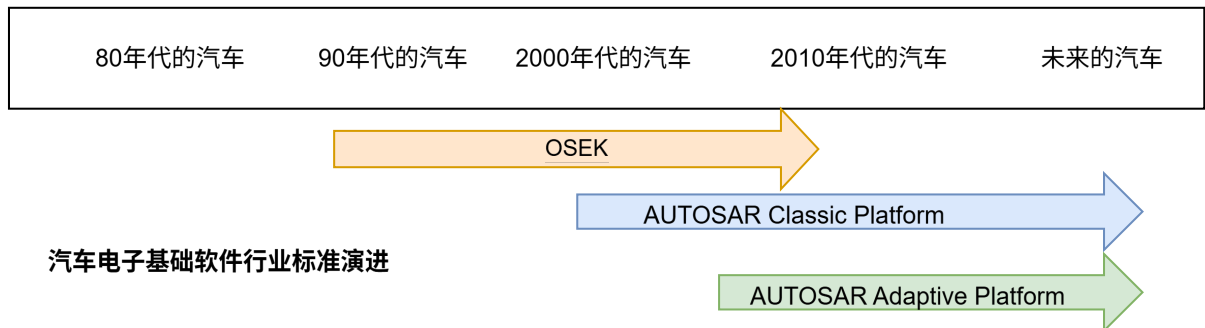 80年代的汽车 90年代的汽车 2000年代的汽车 2010年代的汽车 未来的汽车
OSEK
AUTOSAR Classic Platform
汽车电子基础软件行业标准演进
AUTOSAR Adaptive Platform